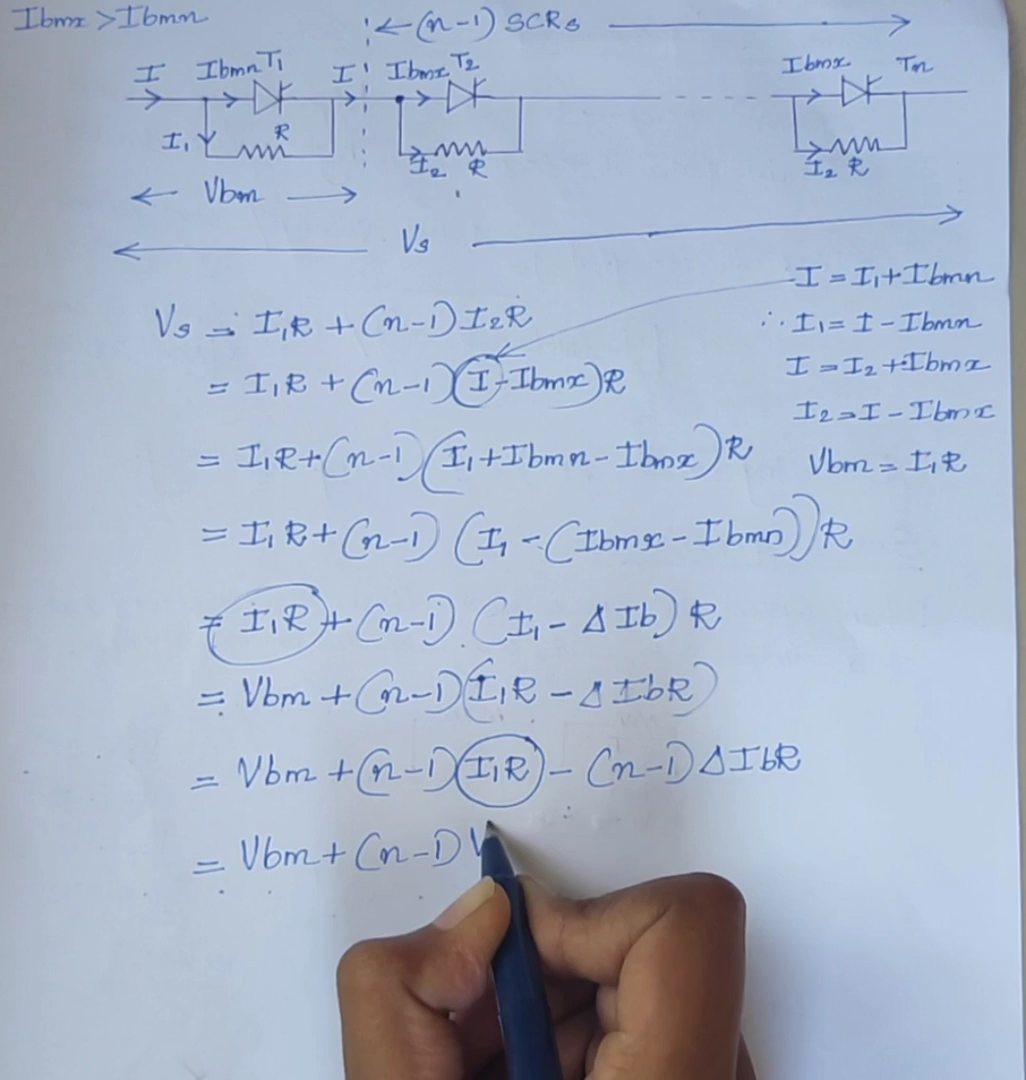 Ibmx > Ibmn
← (n-1) SCRs →
I Ibmn T1 I Ibmx T2 Ibmx Tn
I1 R I2 R I2 R
← Vbm →
← Vs →
I = I1 + Ibmn
Vs = I1R + (n-1) I2R
∴ I1 = I - Ibmn
= I1R + (n-1)(I - Ibmx)R
I = I2 + Ibmx
I2 = I - Ibmx
= I1R + (n-1)(I1 + Ibmn - Ibmx)R
Vbm = I1R
= I1R + (n-1) (I1 - (Ibmx - Ibmn))R
= I1R + (n-1) (I1 - ΔIb) R
= Vbm + (n-1)(I1R - ΔIbR)
= Vbm + (n-1)(I1R) - (n-1) ΔIbR
= Vbm + (n-1) V